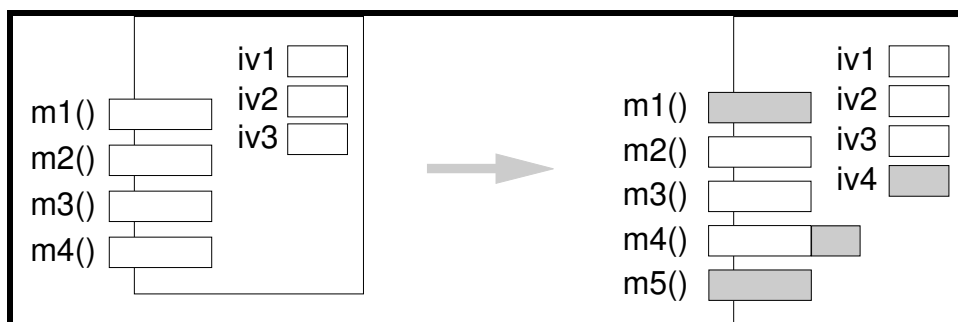 iv1
iv2
iv3
m1()
m2()
m3()
m4()
iv1
iv2
iv3
iv4
m1()
m2()
m3()
m4()
m5()